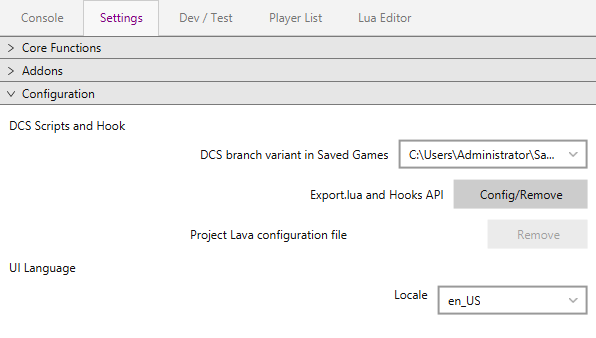 Console Settings Dev / Test Player List Lua Editor
Core Functions
Addons
Configuration
DCS Scripts and Hook
DCS branch variant in Saved Games C:\Users\Administrator\Sa...
Export.lua and Hooks API Config/Remove
Project Lava configuration file Remove
UI Language
Locale en_US